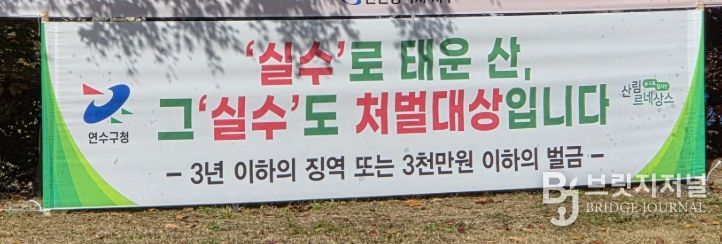 '실수'로 태운 산,
그'실수'도 처벌대상입니다
- 3년 이하의 징역 또는 3천만원 이하의 벌금 -
연수구청
산림
르네상스
브릿지저널
BRIDGE JOURNAL